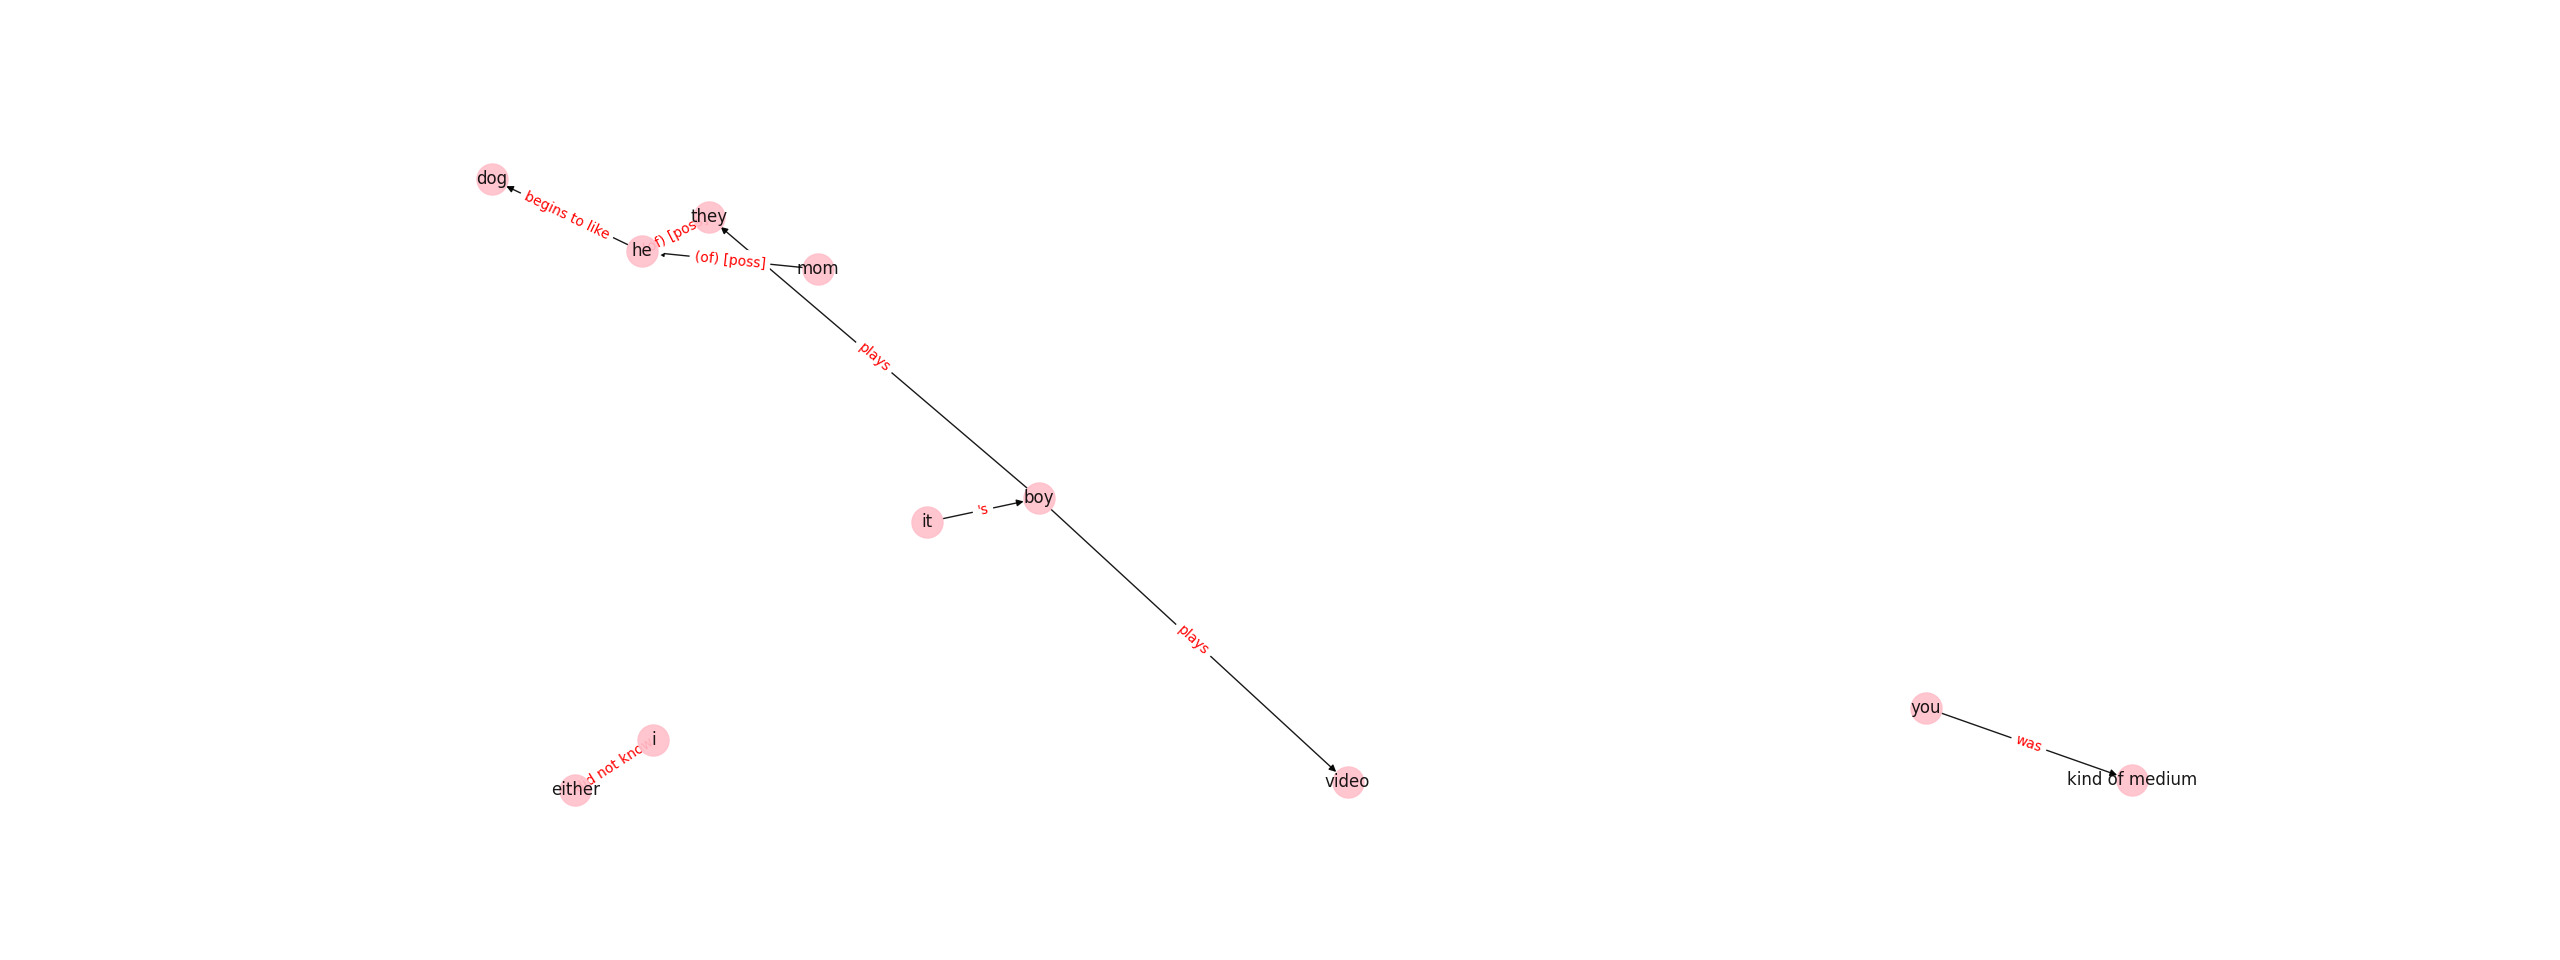 dog
begins to like
they
f) [pos
he
(of) [poss]
mom
plays
boy
it
's
plays
you
i
was
d not kno
either
video
kind of medium